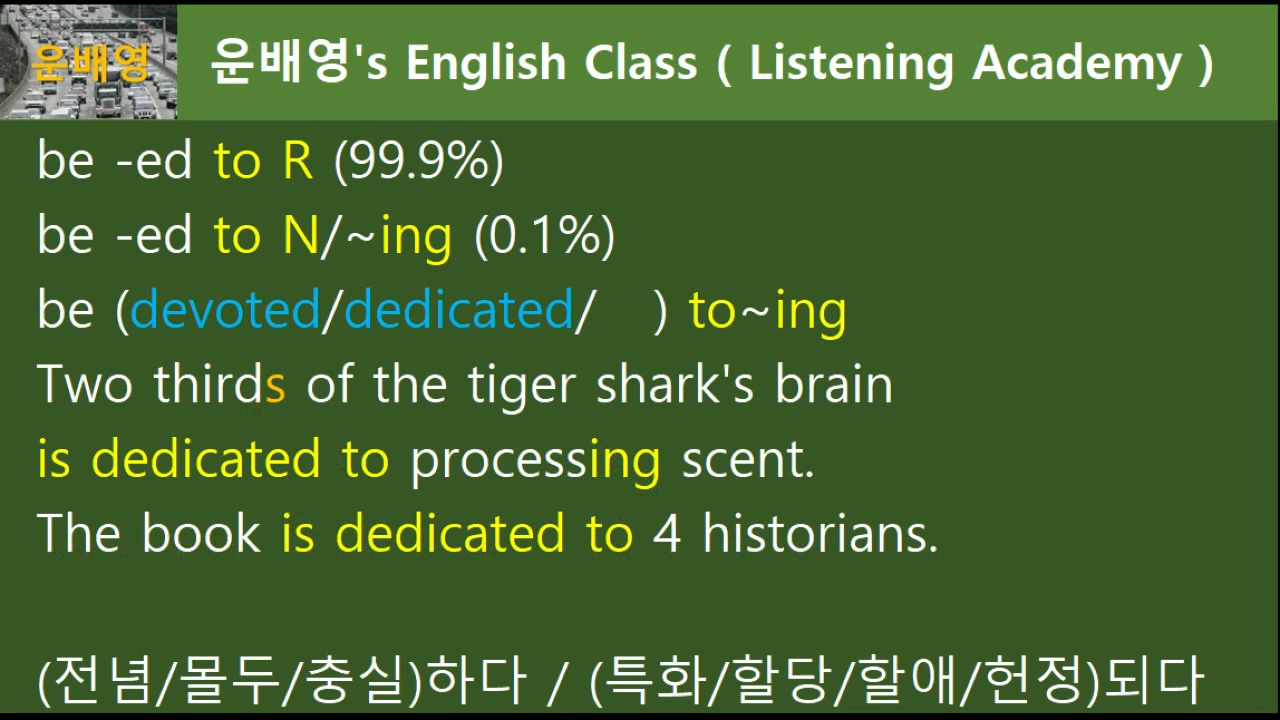 운배영
운배영's English Class ( Listening Academy )
be -ed to R (99.9%)
be -ed to N/~ing (0.1%)
be (devoted/dedicated/    ) to~ing
Two thirds of the tiger shark's brain
is dedicated to processing scent.
The book is dedicated to 4 historians.
(전념/몰두/충실)하다 / (특화/할당/할애/헌정)되다